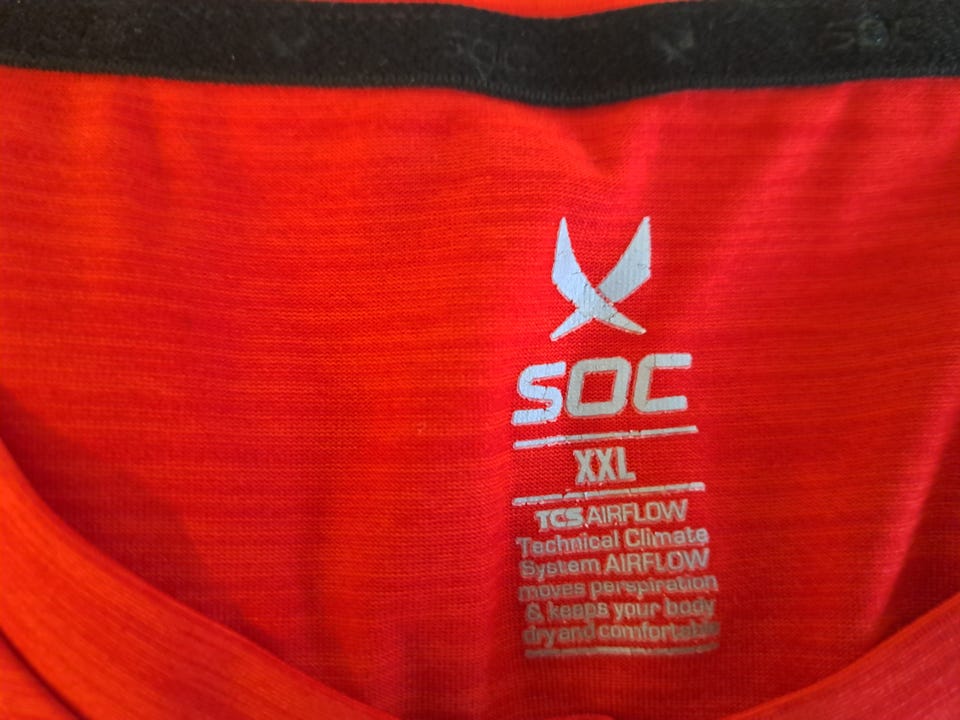 SOC
XXL
TCS AIRFLOW
Technical Climate
System AIRFLOW
moves perspiration
& keeps your body
dry and comfortable